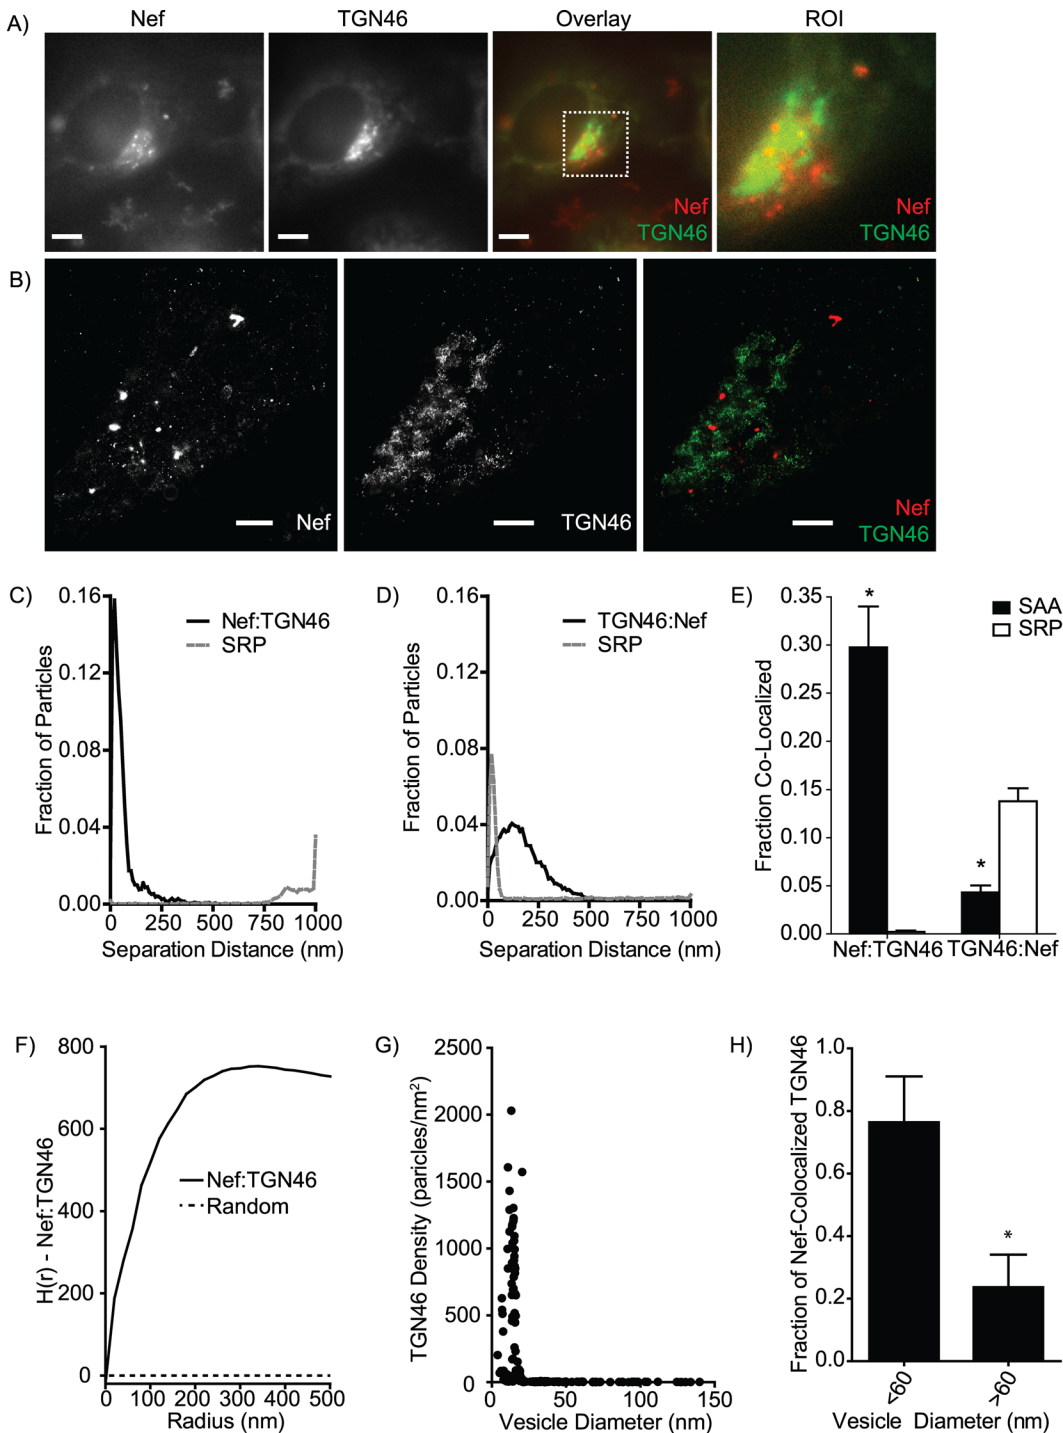 A)
Nef
TGN46
Overlay
ROI
Nef
TGN46
Nef
TGN46
B)
Nef
TGN46
Nef
TGN46
C)
0.16
0.12
0.08
0.04
0.00
Fraction of Particles
Nef:TGN46
SRP
0
250
500
750
1000
Separation Distance (nm)
D)
0.16
0.12
0.08
0.04
0.00
Fraction of Particles
TGN46:Nef
SRP
0
250
500
750
1000
Separation Distance (nm)
E)
0.35
0.30
0.25
0.20
0.15
0.10
0.05
0.00
Fraction Co-Localized
*
*
SAA
SRP
Nef:TGN46
TGN46:Nef
F)
800
600
400
200
0
H(r) - Nef:TGN46
Nef:TGN46
Random
0
100
200
300
400
500
Radius (nm)
G)
2500
2000
1500
1000
500
0
TGN46 Density (paricles/nm²)
0
50
100
150
Vesicle Diameter (nm)
H)
1.0
0.8
0.6
0.4
0.2
0.0
Fraction of Nef-Colocalized TGN46
*
<60
>60
Vesicle Diameter (nm)